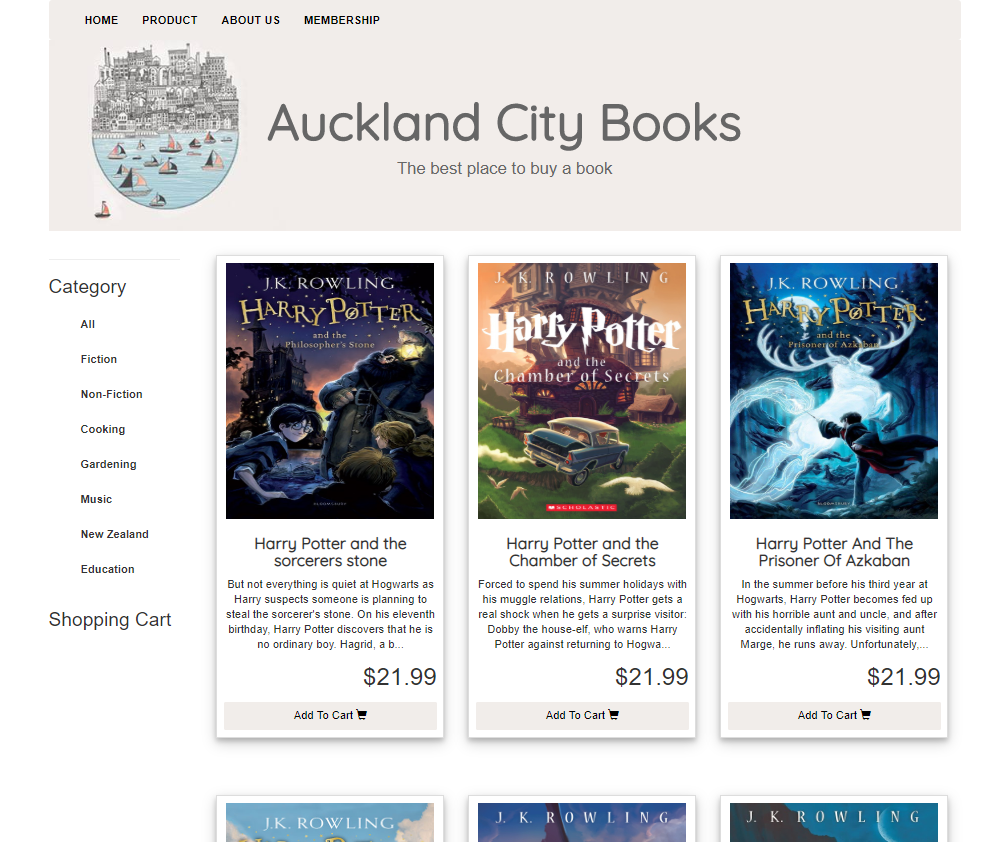 HOME PRODUCT ABOUT US MEMBERSHIP
Auckland City Books
The best place to buy a book
Category
All
Fiction
Non-Fiction
Cooking
Gardening
Music
New Zealand
Education
Shopping Cart
J.K. ROWLING
HARRY POTTER
and the
Philosopher's Stone
BLOOMSBURY
Harry Potter and the
sorcerers stone
But not everything is quiet at Hogwarts as
Harry suspects someone is planning to
steal the sorcerer's stone. On his eleventh
birthday, Harry Potter discovers that he is
no ordinary boy. Hagrid, a b...
$21.99
Add To Cart
J. K. ROWLING
Harry Potter
and the
Chamber of Secrets
SCHOLASTIC
Harry Potter and the
Chamber of Secrets
Forced to spend his summer holidays with
his muggle relations, Harry Potter gets a
real shock when he gets a surprise visitor:
Dobby the house-elf, who warns Harry
Potter against returning to Hogwa...
$21.99
Add To Cart
J.K. ROWLING
HARRY POTTER
and the
Prisoner of Azkaban
BLOOMSBURY
Harry Potter And The
Prisoner Of Azkaban
In the summer before his third year at
Hogwarts, Harry Potter becomes fed up
with his horrible aunt and uncle, and after
accidentally inflating his visiting aunt
Marge, he runs away. Unfortunately,...
$21.99
Add To Cart
J.K. ROWLING
J. K. ROWLING
J. K. ROWLING